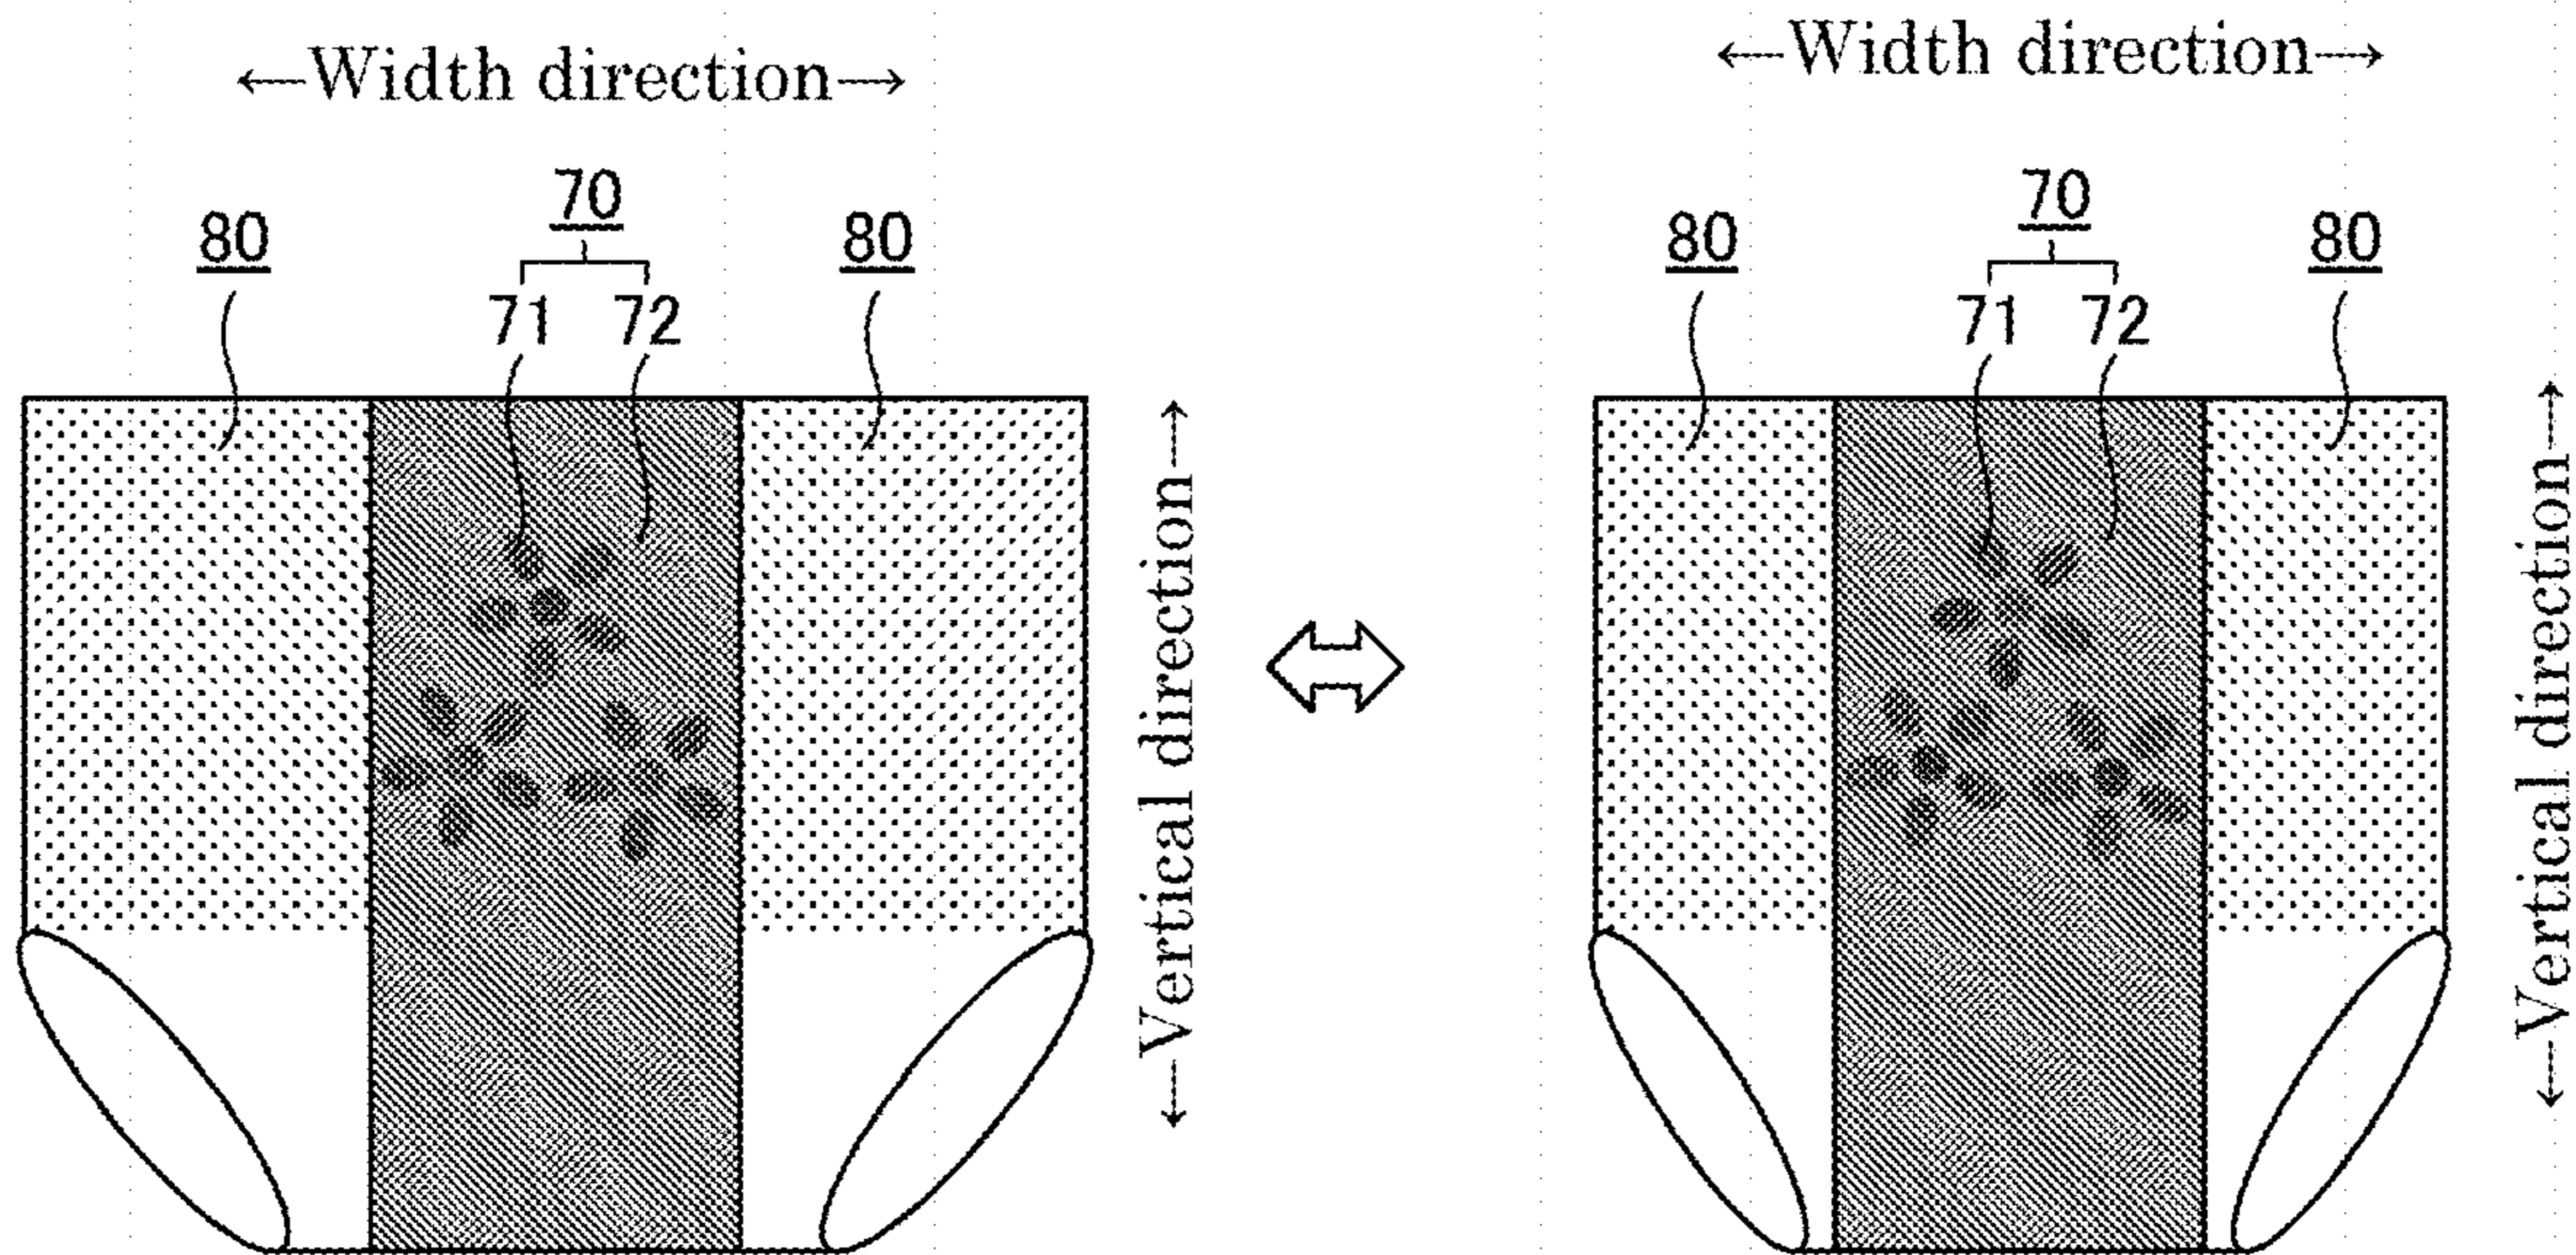 ←Width direction→
70
80
80
71 72
←Vertical direction→
←Width direction→
70
80
80
71 72
←Vertical direction→